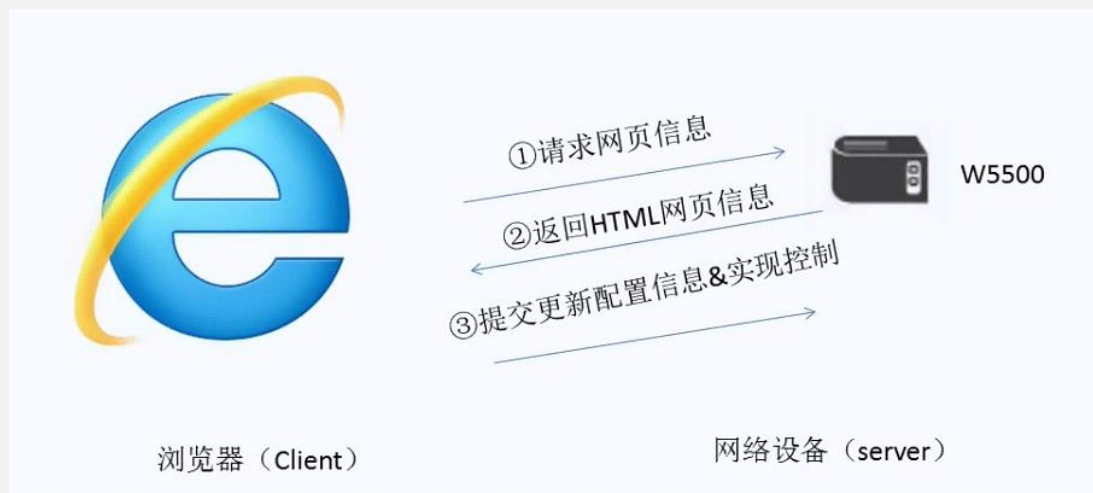 ①请求网页信息
W5500
②返回HTML网页信息
③提交更新配置信息&实现控制
浏览器（Client）
网络设备（server）